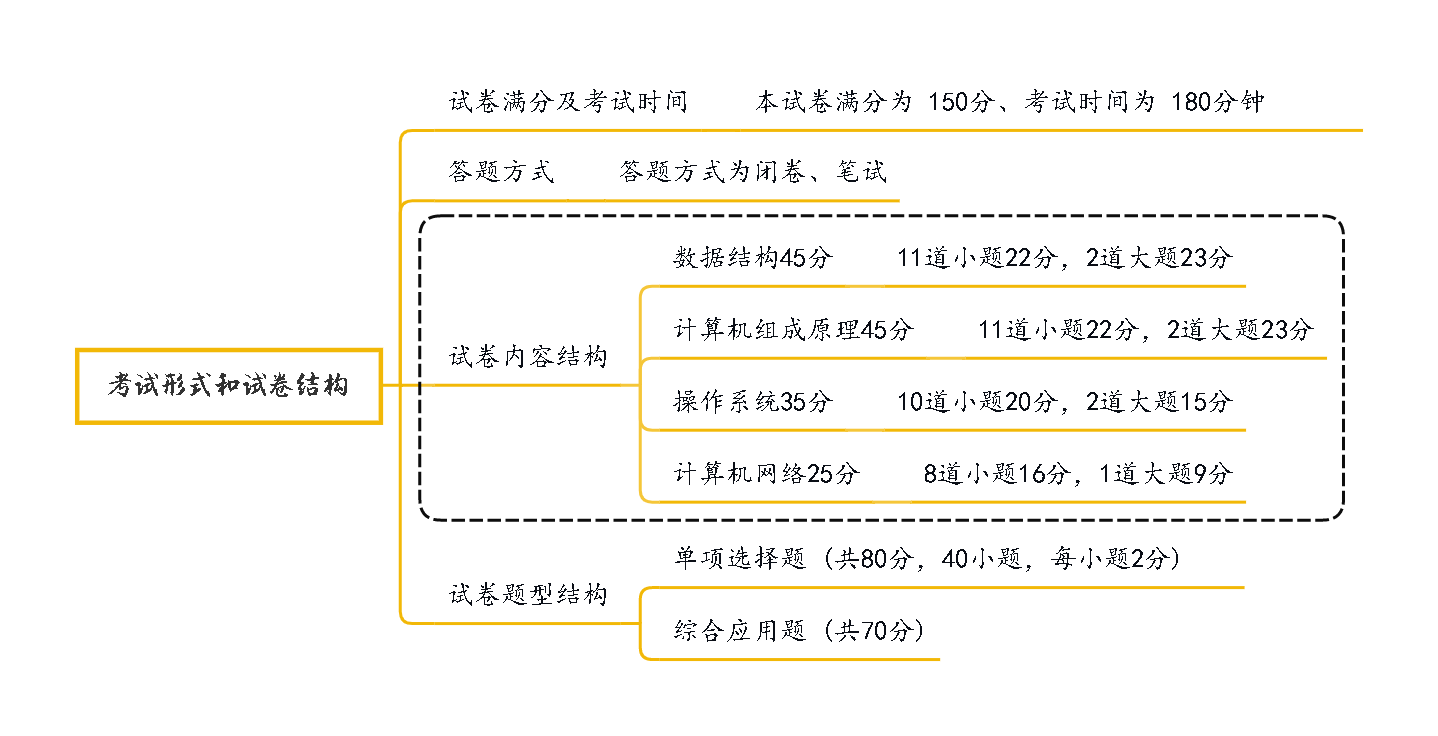 试卷满分及考试时间 本试卷满分为 150分、考试时间为 180分钟
答题方式 答题方式为闭卷、笔试
数据结构45分 11道小题22分，2道大题23分
计算机组成原理45分 11道小题22分，2道大题23分
试卷内容结构
考试形式和试卷结构
操作系统35分 10道小题20分，2道大题15分
计算机网络25分 8道小题16分，1道大题9分
单项选择题（共80分，40小题，每小题2分）
试卷题型结构
综合应用题（共70分）